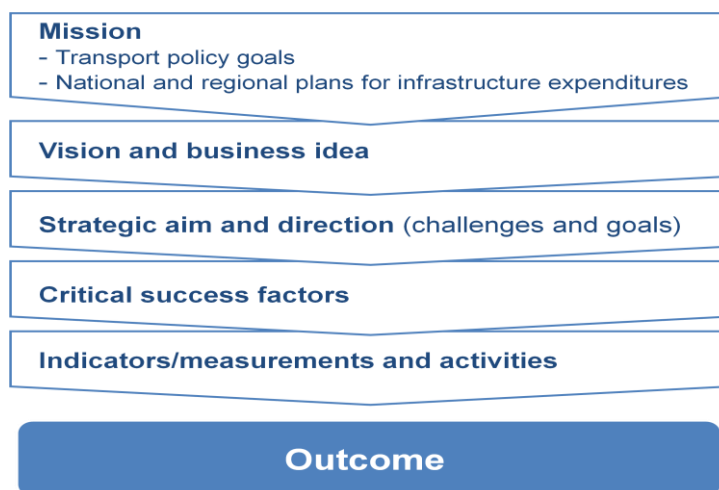 Mission
- Transport policy goals
- National and regional plans for infrastructure expenditures
Vision and business idea
Strategic aim and direction (challenges and goals)
Critical success factors
Indicators/measurements and activities
Outcome